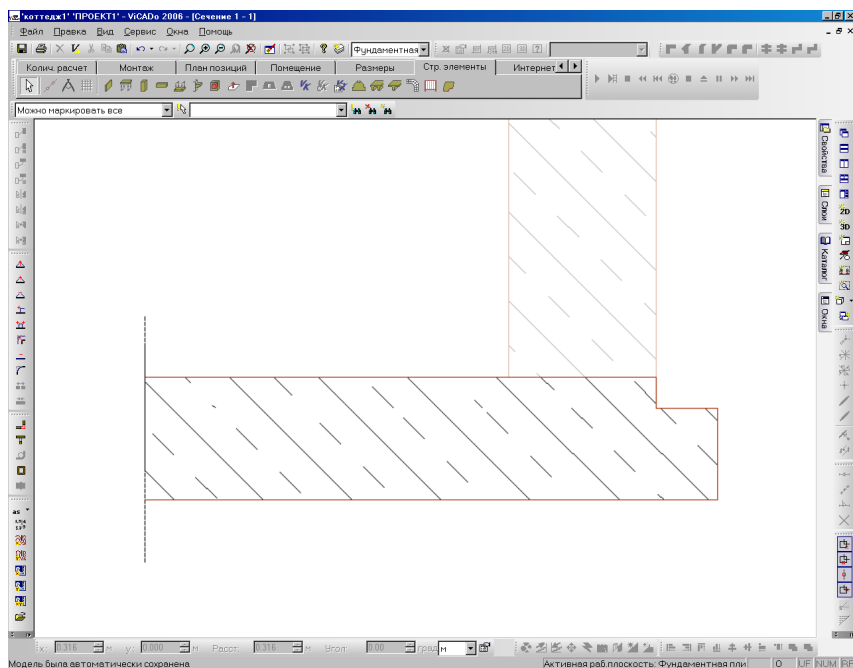 'коттедж1' 'ПРОЕКТ1' - ViCADo 2006 - [Сечение 1 - 1]
Файл Правка Вид Сервис Окна Помощь
Фундаментная
Колич. расчет Монтаж План позиций Помещение Размеры Стр. элементы Интернет
Можно маркировать все
Свойства
Слои
Каталог
Окна
2D
3D
as
x: 0.316 м y: 0.000 м Расст: 0.316 м Угол: 0.00 град м
Модель была автоматически сохранена Активная раб.плоскость: Фундаментная пли 0 UF NUM RF